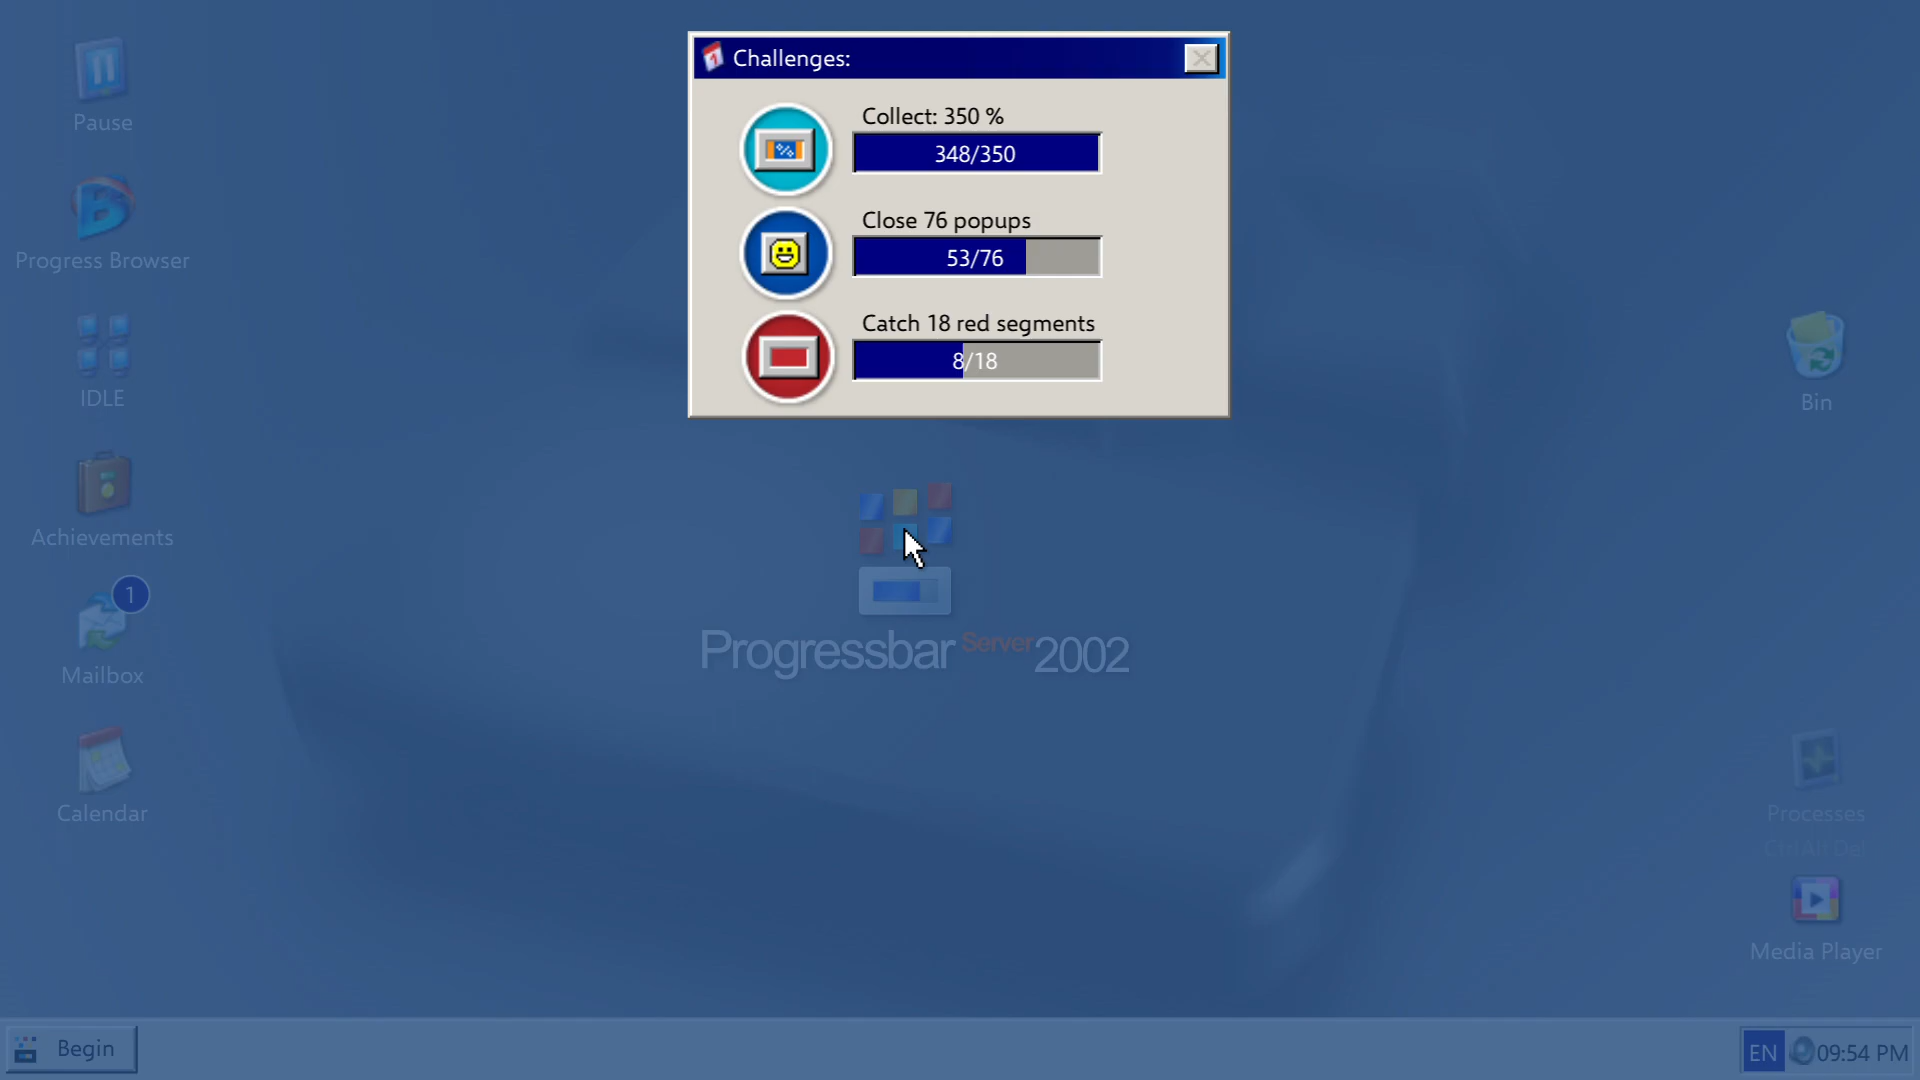 Challenges:
Collect: 350 %
348/350
Close 76 popups
53/76
Catch 18 red segments
8/18
Pause
Progress Browser
IDLE
Achievements
1
Mailbox
Calendar
Bin
Progressbar Server 2002
Processes
CtrlAltDel
Media Player
Begin
EN
09:54 PM